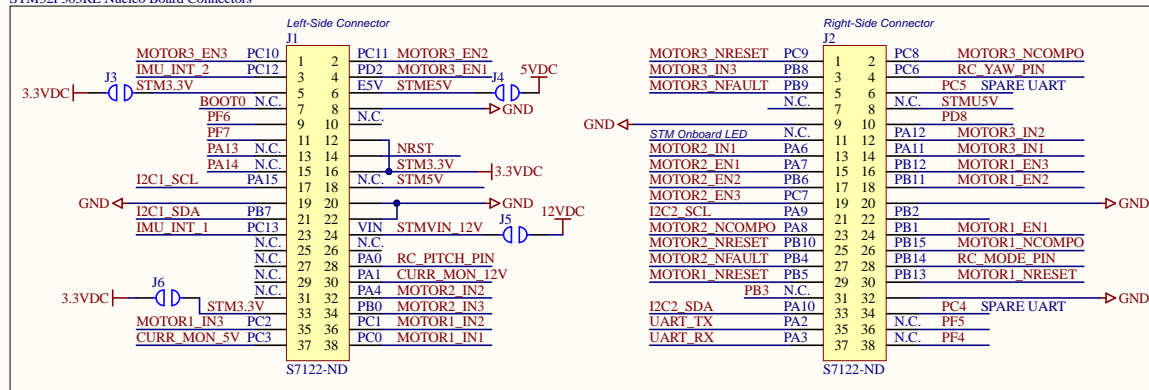 Left-Side Connector
J1
MOTOR3_EN3 PC10 1 2 PC11 MOTOR3_EN2
IMU_INT_2 PC12 3 4 PD2 MOTOR3_EN1
3.3VDC J3 STM3.3V 5 6 E5V STME5V J4 5VDC
BOOT0 N.C. 7 8 GND
PF6 9 10 N.C.
PF7 11 12
PA13 N.C. 13 14 NRST
PA14 N.C. 15 16 STM3.3V 3.3VDC
I2C1_SCL PA15 17 18 N.C. STM5V
GND 19 20 GND
I2C1_SDA PB7 21 22
IMU_INT_1 PC13 23 24 VIN STMVIN_12V J5 12VDC
N.C. 25 26 N.C.
N.C. 27 28 PA0 RC_PITCH_PIN
N.C. 29 30 PA1 CURR_MON_12V
N.C. 31 32 PA4 MOTOR2_IN2
3.3VDC J6 STM3.3V 33 34 PB0 MOTOR2_IN3
MOTOR1_IN3 PC2 35 36 PC1 MOTOR1_IN2
CURR_MON_5V PC3 37 38 PC0 MOTOR1_IN1
S7122-ND
Right-Side Connector
J2
MOTOR3_NRESET PC9 1 2 PC8 MOTOR3_NCOMPO
MOTOR3_IN3 PB8 3 4 PC6 RC_YAW_PIN
MOTOR3_NFAULT PB9 5 6 PC5 SPARE UART
N.C. 7 8 N.C. STMU5V
GND 9 10 PD8
STM Onboard LED N.C. 11 12 PA12 MOTOR3_IN2
MOTOR2_IN1 PA6 13 14 PA11 MOTOR3_IN1
MOTOR2_EN1 PA7 15 16 PB12 MOTOR1_EN3
MOTOR2_EN2 PB6 17 18 PB11 MOTOR1_EN2
MOTOR2_EN3 PC7 19 20 GND
I2C2_SCL PA9 21 22 PB2
MOTOR2_NCOMPO PA8 23 24 PB1 MOTOR1_EN1
MOTOR2_NRESET PB10 25 26 PB15 MOTOR1_NCOMPO
MOTOR2_NFAULT PB4 27 28 PB14 RC_MODE_PIN
MOTOR1_NRESET PB5 29 30 PB13 MOTOR1_NRESET
PB3 N.C. 31 32 GND
I2C2_SDA PA10 33 34 PC4 SPARE UART
UART_TX PA2 35 36 N.C. PF5
UART_RX PA3 37 38 N.C. PF4
S7122-ND